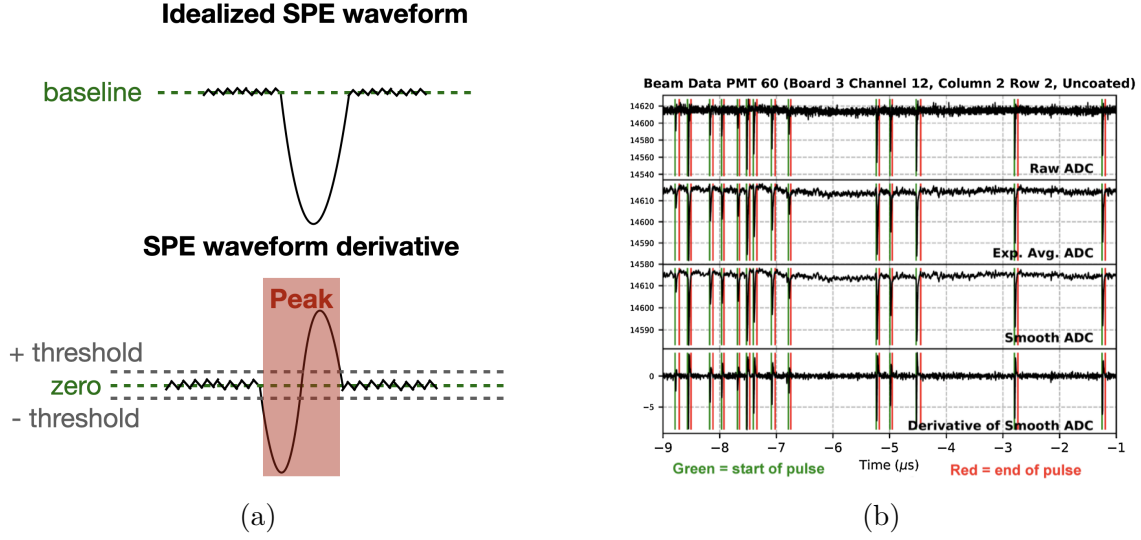 Idealized SPE waveform
baseline
SPE waveform derivative
Peak
+ threshold
zero
- threshold
(a)
Beam Data PMT 60 (Board 3 Channel 12, Column 2 Row 2, Uncoated)
14620
14600
14580
14560
14540
Raw ADC
14610
14600
14590
14580
Exp. Avg. ADC
14610
14600
14590
Smooth ADC
0
−5
Derivative of Smooth ADC
−9 −8 −7 −6 −5 −4 −3 −2 −1
Green = start of pulse Time (μs) Red = end of pulse
(b)